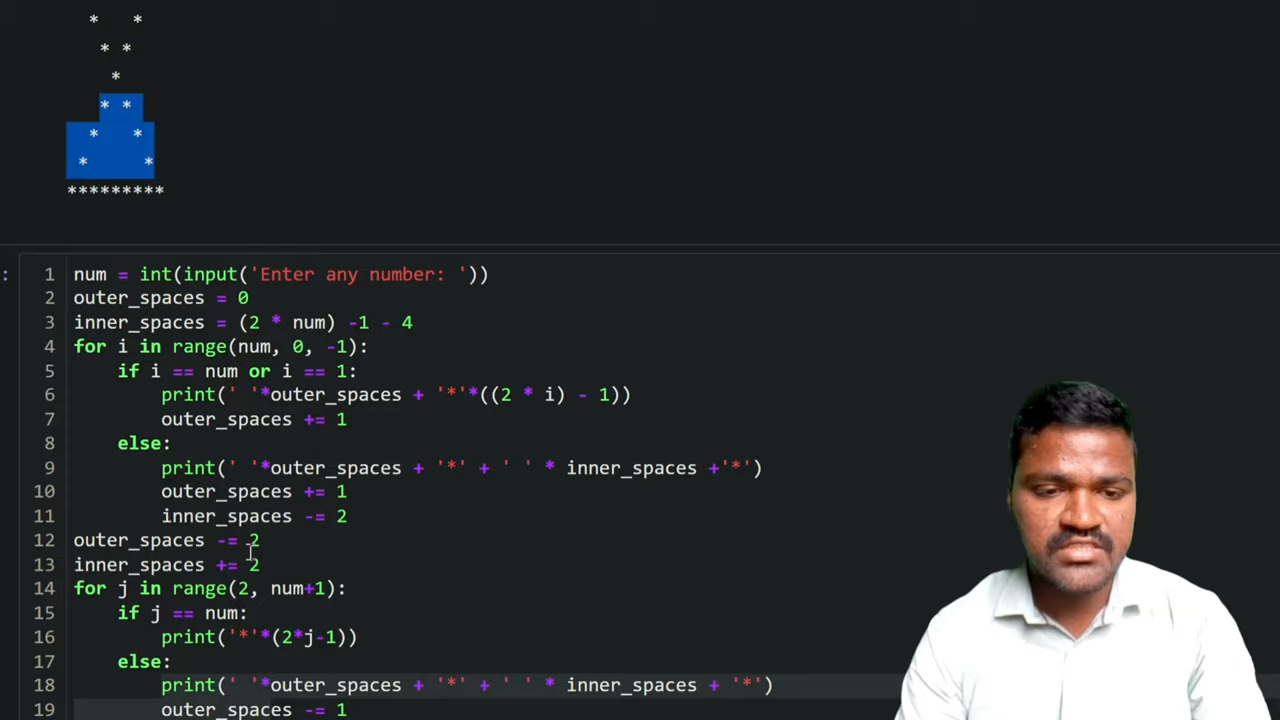 *   *
* *
*
* *
*   *
*     *
*********
:
1 num = int(input('Enter any number: '))
2 outer_spaces = 0
3 inner_spaces = (2 * num) -1 - 4
4 for i in range(num, 0, -1):
5     if i == num or i == 1:
6         print(' '*outer_spaces + '*'*((2 * i) - 1))
7         outer_spaces += 1
8     else:
9         print(' '*outer_spaces + '*' + ' ' * inner_spaces +'*')
10         outer_spaces += 1
11         inner_spaces -= 2
12 outer_spaces -= 2
13 inner_spaces += 2
14 for j in range(2, num+1):
15     if j == num:
16         print('*'*(2*j-1))
17     else:
18         print(' '*outer_spaces + '*' + ' ' * inner_spaces + '*')
19         outer_spaces -= 1